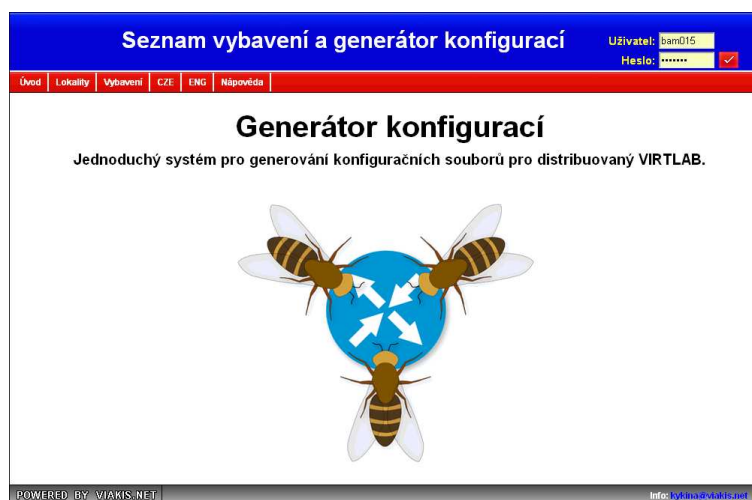 Seznam vybavení a generátor konfigurací
Uživatel: bam015
Heslo: •••••••
Úvod Lokality Vybavení CZE ENG Nápověda
Generátor konfigurací
Jednoduchý systém pro generování konfiguračních souborů pro distribuovaný VIRTLAB.
POWERED BY VIAKIS.NET
Info: kykina@viakis.net